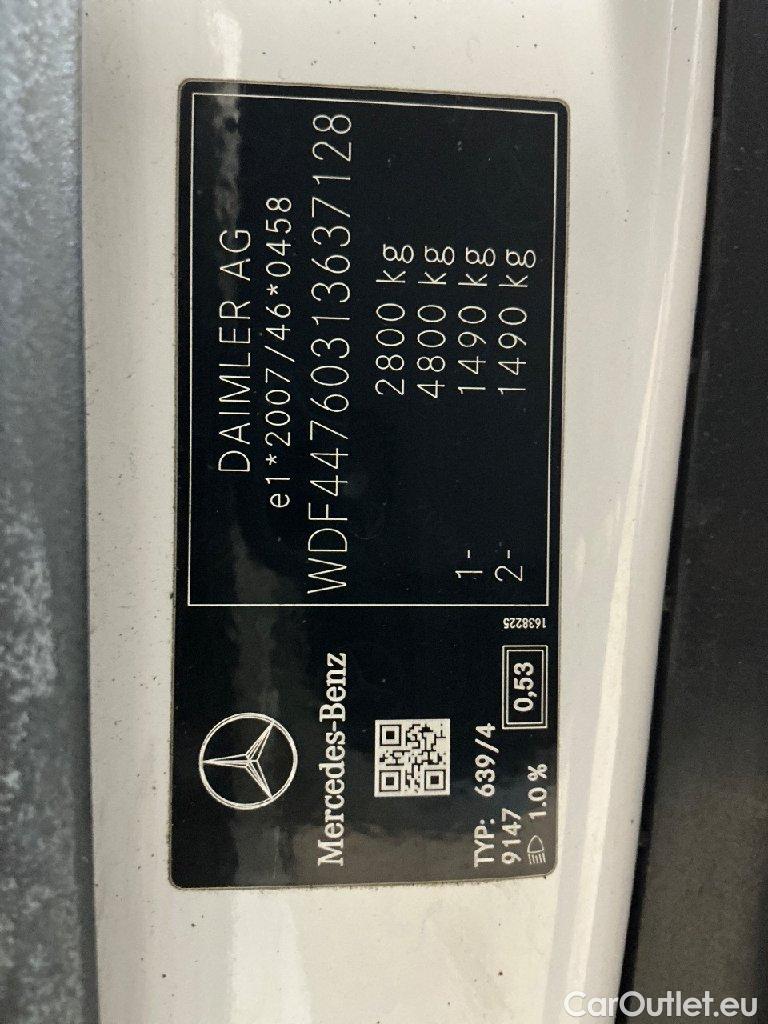 Mercedes-Benz
TYP: 639/4
9147
1.0 %
0,53
1638225
DAIMLER AG
e1*2007/46*0458
WDF44760313637128
2800 kg
4800 kg
1- 1490 kg
2- 1490 kg
CarOutlet.eu